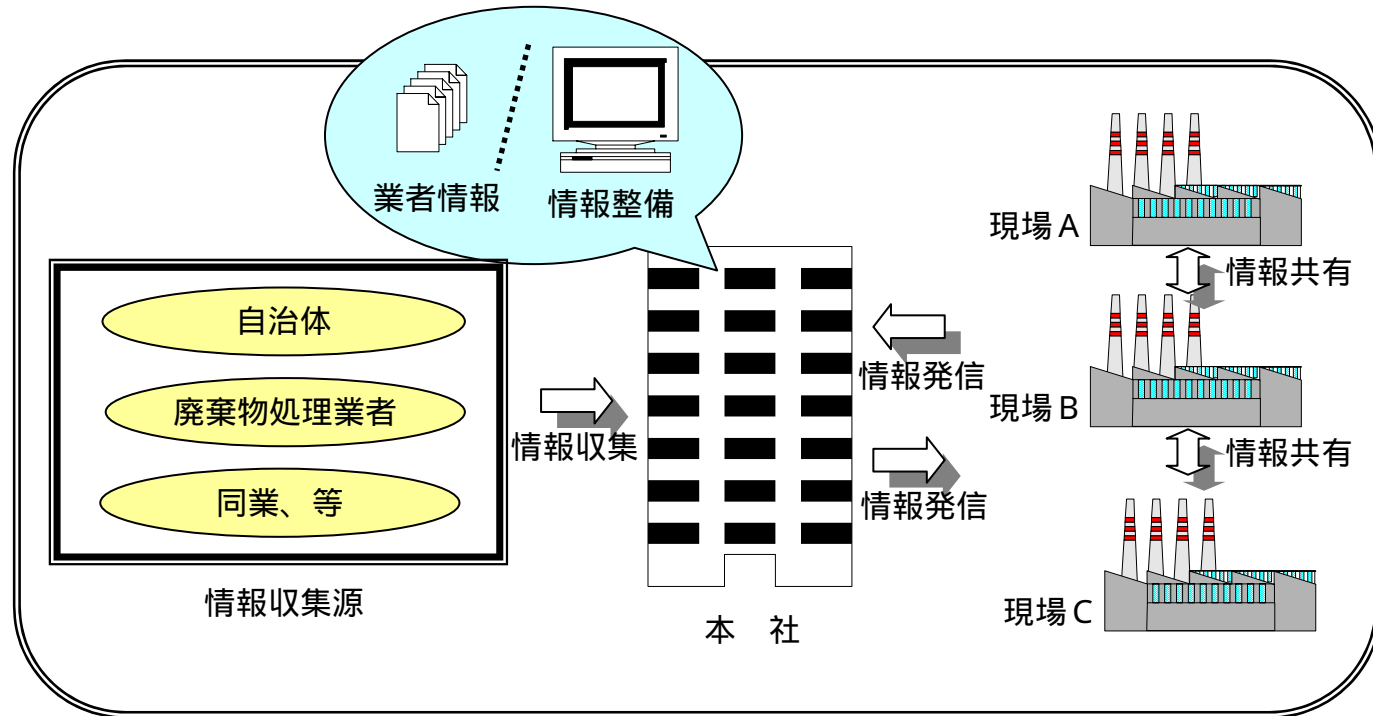 業者情報
情報整備
自治体
廃棄物処理業者
同業、等
情報収集源
情報収集
本　社
情報発信
情報発信
現場A
情報共有
現場B
情報共有
現場C